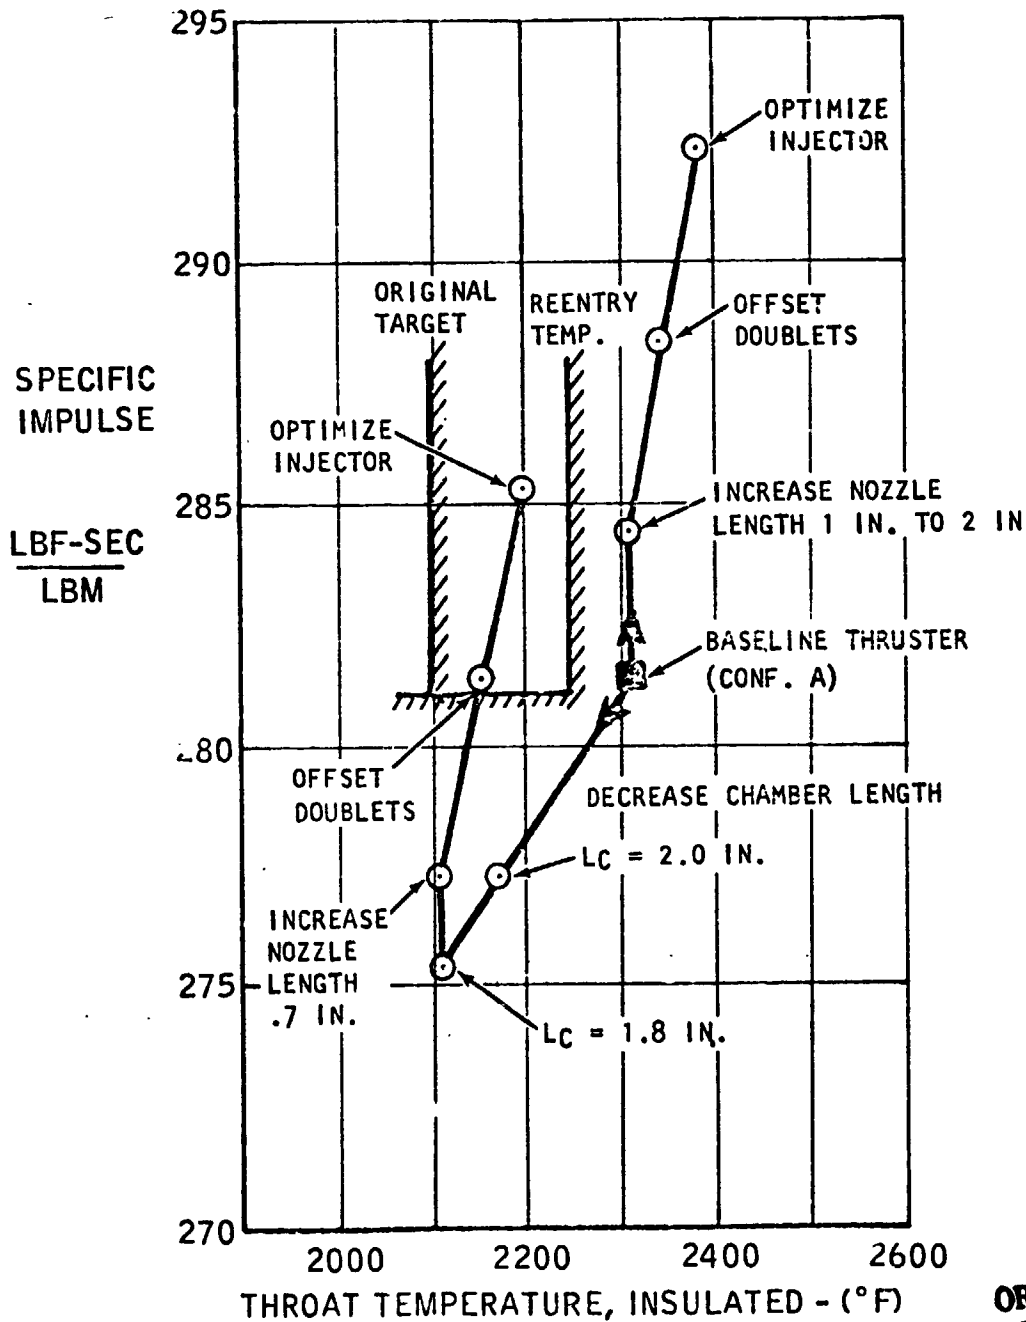 295
OPTIMIZE
INJECTOR
290
ORIGINAL
TARGET
REENTRY
TEMP.
OFFSET
DOUBLETS
SPECIFIC
IMPULSE
OPTIMIZE
INJECTOR
285
INCREASE NOZZLE
LENGTH 1 IN. TO 2 IN
LBF-SEC
LBM
BASELINE THRUSTER
(CONF. A)
280
OFFSET
DOUBLETS
DECREASE CHAMBER LENGTH
LC = 2.0 IN.
INCREASE
NOZZLE
LENGTH
.7 IN.
275
LC = 1.8 IN.
270
2000 2200 2400 2600
THROAT TEMPERATURE, INSULATED - (°F)